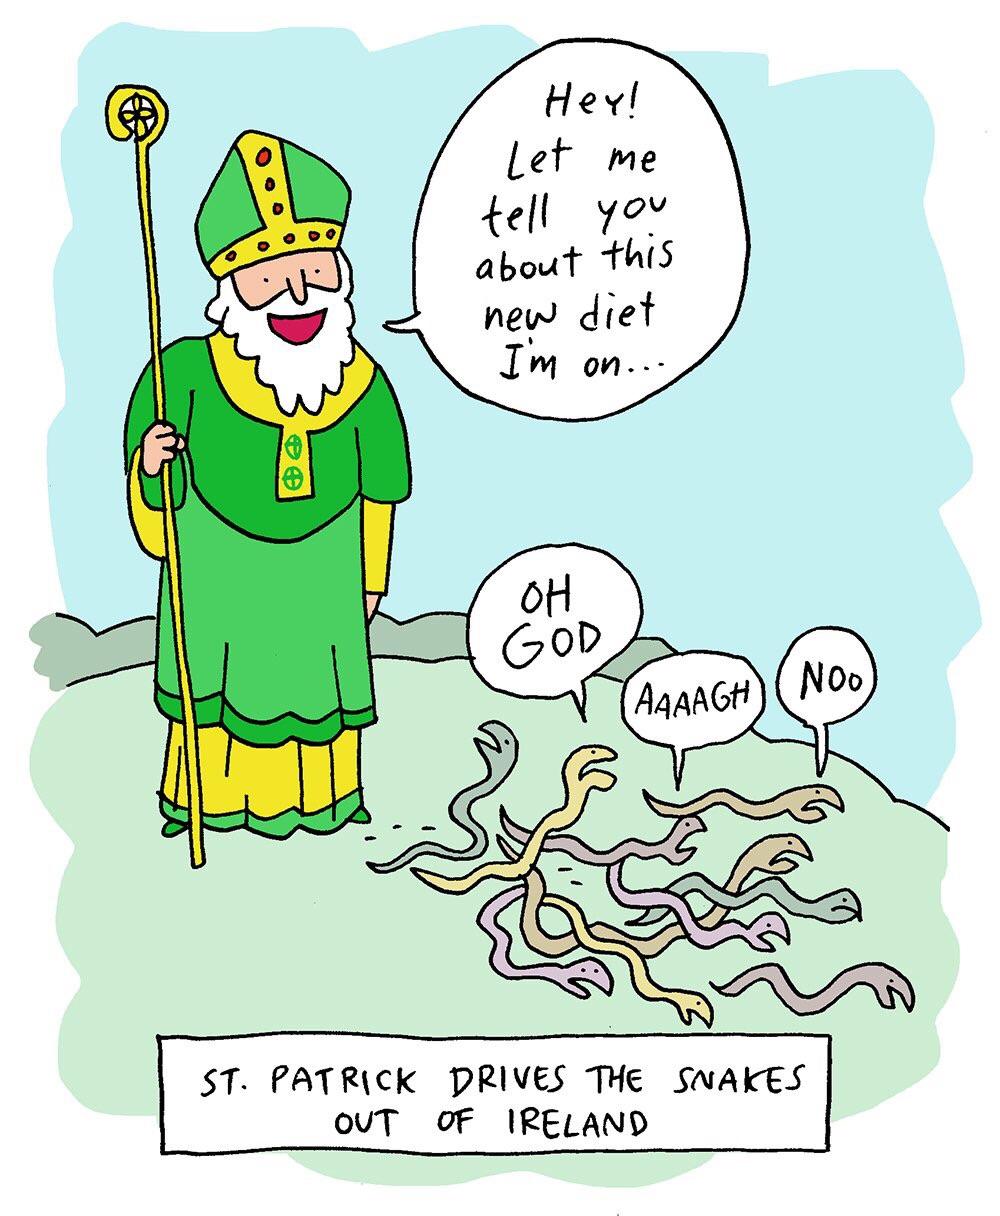 Hey!
Let me
tell you
about this
new diet
I'm on...
OH
GOD
AAAAGH
NOo
ST. PATRICK DRIVES THE SNAKES
OUT OF IRELAND